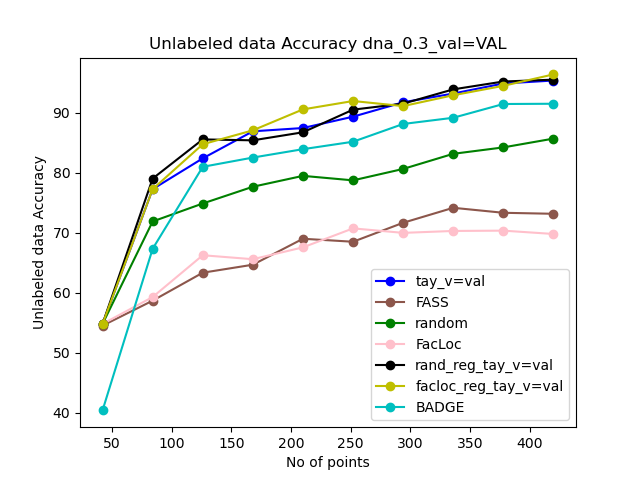 Unlabeled data Accuracy dna_0.3_val=VAL
Unlabeled data Accuracy
90
80
70
60
50
40
tay_v=val
FASS
random
FacLoc
rand_reg_tay_v=val
facloc_reg_tay_v=val
BADGE
50 100 150 200 250 300 350 400
No of points